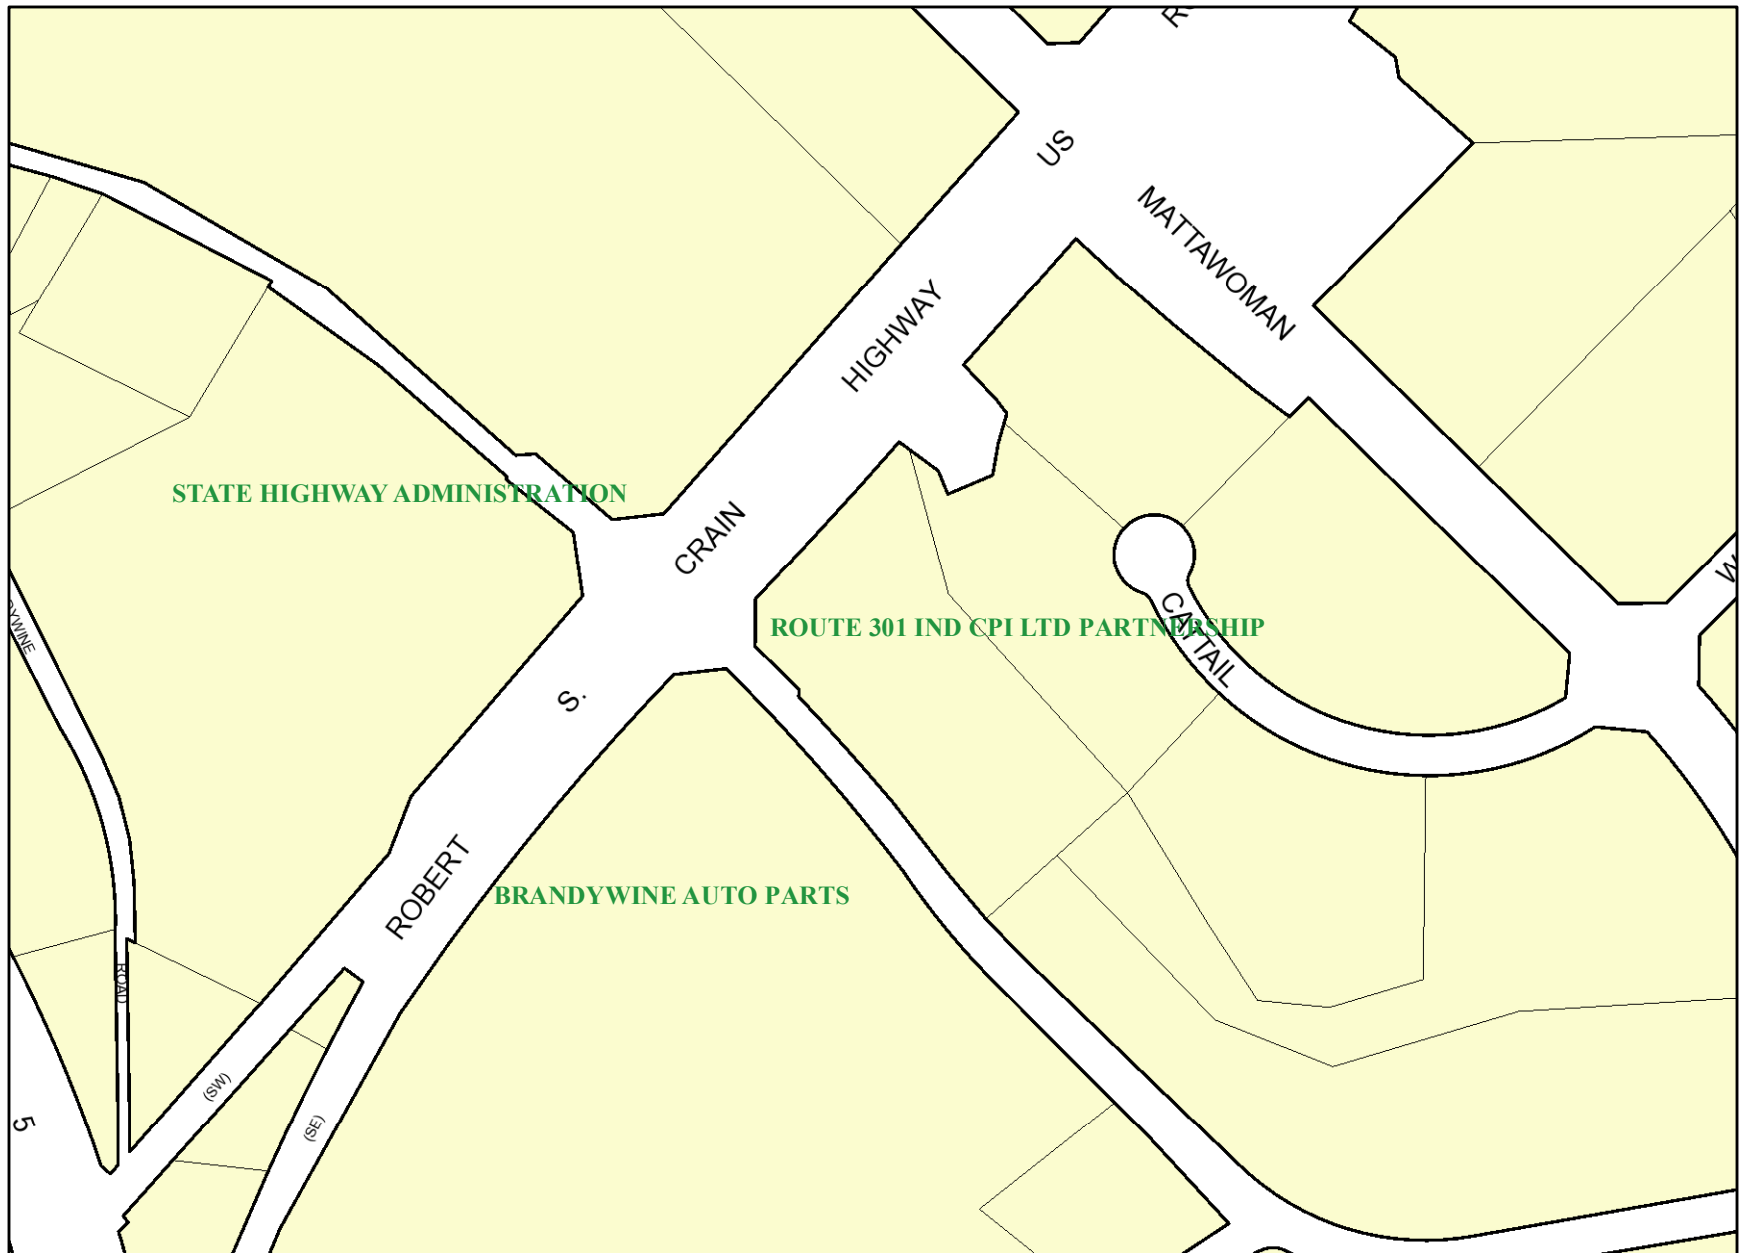 US
MATTAWOMAN
HIGHWAY
STATE HIGHWAY ADMINISTRATION
CRAIN
CATTAIL
ROUTE 301 IND CPI LTD PARTNERSHIP
S.
ROBERT
BRANDYWINE AUTO PARTS
ROAD
(SW)
(SE)
5